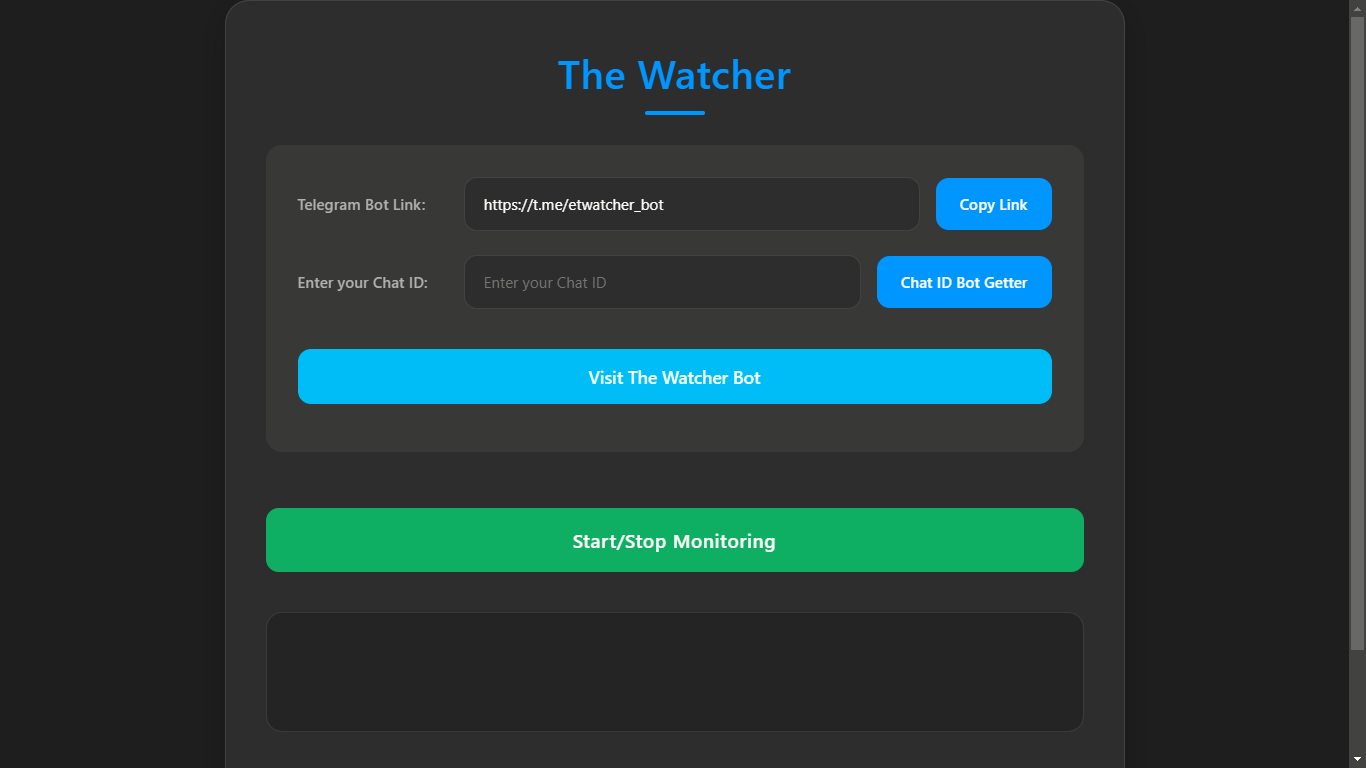 The Watcher
Telegram Bot Link:
https://t.me/etwatcher_bot
Copy Link
Enter your Chat ID:
Enter your Chat ID
Chat ID Bot Getter
Visit The Watcher Bot
Start/Stop Monitoring